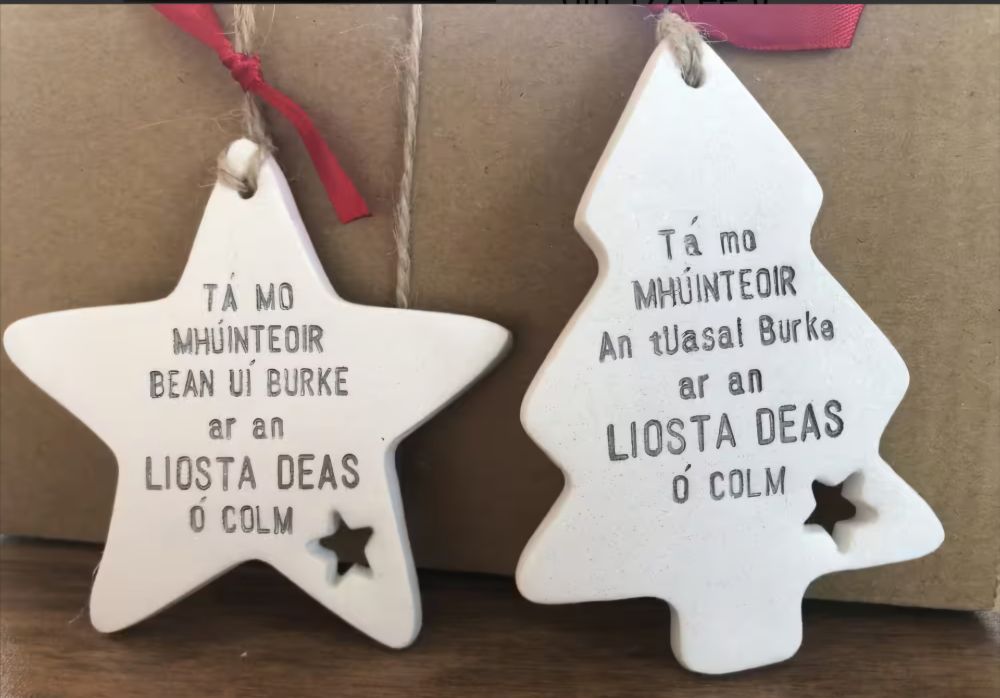 TÁ MO
MHÚINTEOIR
BEAN UÍ BURKE
ar an
LIOSTA DEAS
Ó COLM
Tá mo
MHÚINTEOIR
An tUasal Burke
ar an
LIOSTA DEAS
Ó COLM